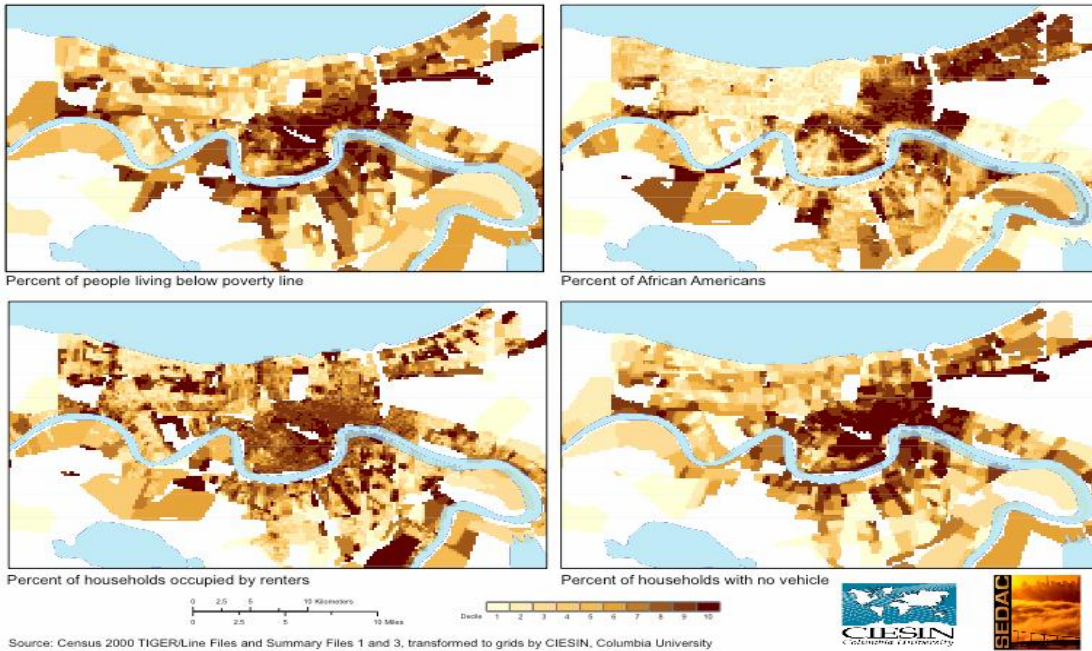 Percent of people living below poverty line
Percent of African Americans
Percent of households occupied by renters
Percent of households with no vehicle
0 2.5 5 10 Kilometers
0 2.5 5 10 Miles
Decile 1 2 3 4 5 6 7 8 9 10
CIESIN
Columbia University
SEDAC
Source: Census 2000 TIGER/Line Files and Summary Files 1 and 3, transformed to grids by CIESIN, Columbia University